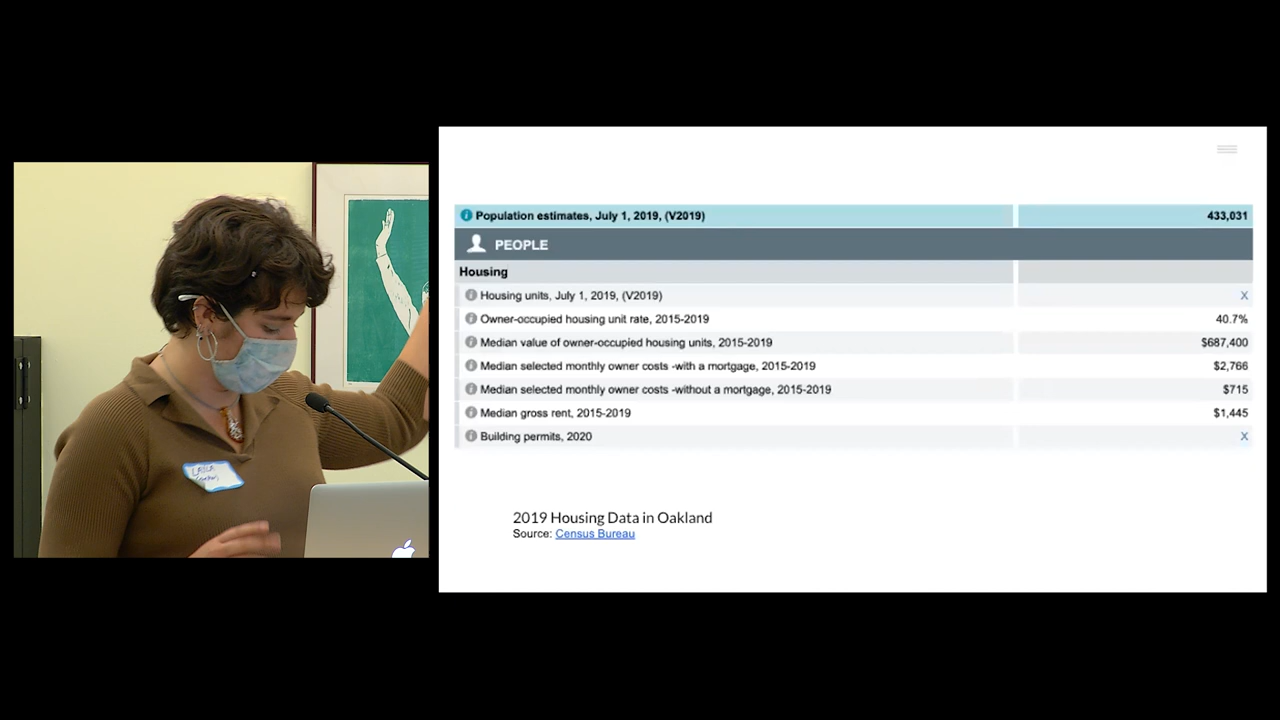 LAYLA
Population estimates, July 1, 2019, (V2019) 433,031
PEOPLE
Housing
Housing units, July 1, 2019, (V2019) X
Owner-occupied housing unit rate, 2015-2019 40.7%
Median value of owner-occupied housing units, 2015-2019 $687,400
Median selected monthly owner costs -with a mortgage, 2015-2019 $2,766
Median selected monthly owner costs -without a mortgage, 2015-2019 $715
Median gross rent, 2015-2019 $1,445
Building permits, 2020 X
2019 Housing Data in Oakland
Source: Census Bureau